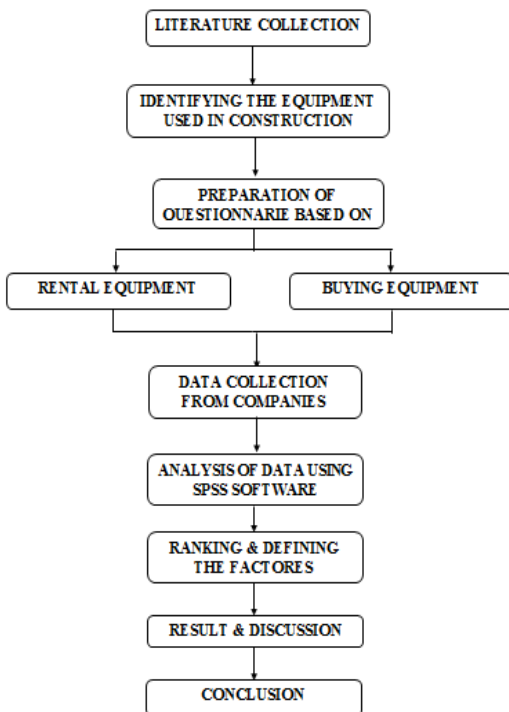 LITERATURE COLLECTION
IDENTIFYING THE EQUIPMENT
USED IN CONSTRUCTION
PREPARATION OF
OUESTIONNARIE BASED ON
RENTAL EQUIPMENT
BUYING EQUIPMENT
DATA COLLECTION
FROM COMPANIES
ANALYSIS OF DATA USING
SPSS SOFTWARE
RANKING & DEFINING
THE FACTORES
RESULT & DISCUSSION
CONCLUSION